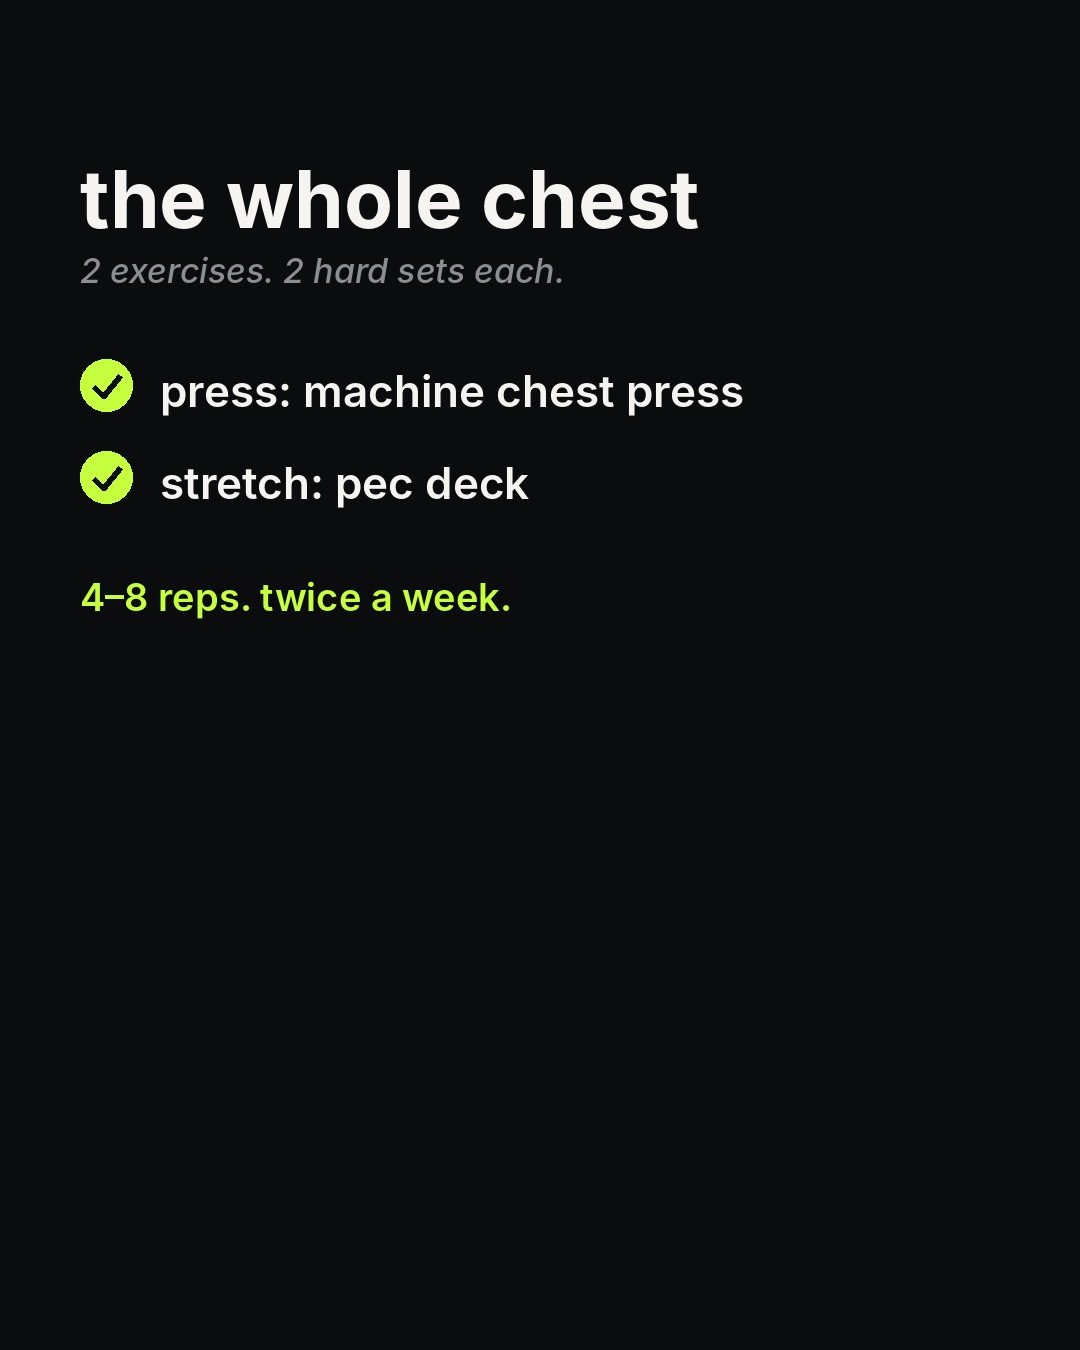 the whole chest
2 exercises. 2 hard sets each.
press: machine chest press
stretch: pec deck
4–8 reps. twice a week.